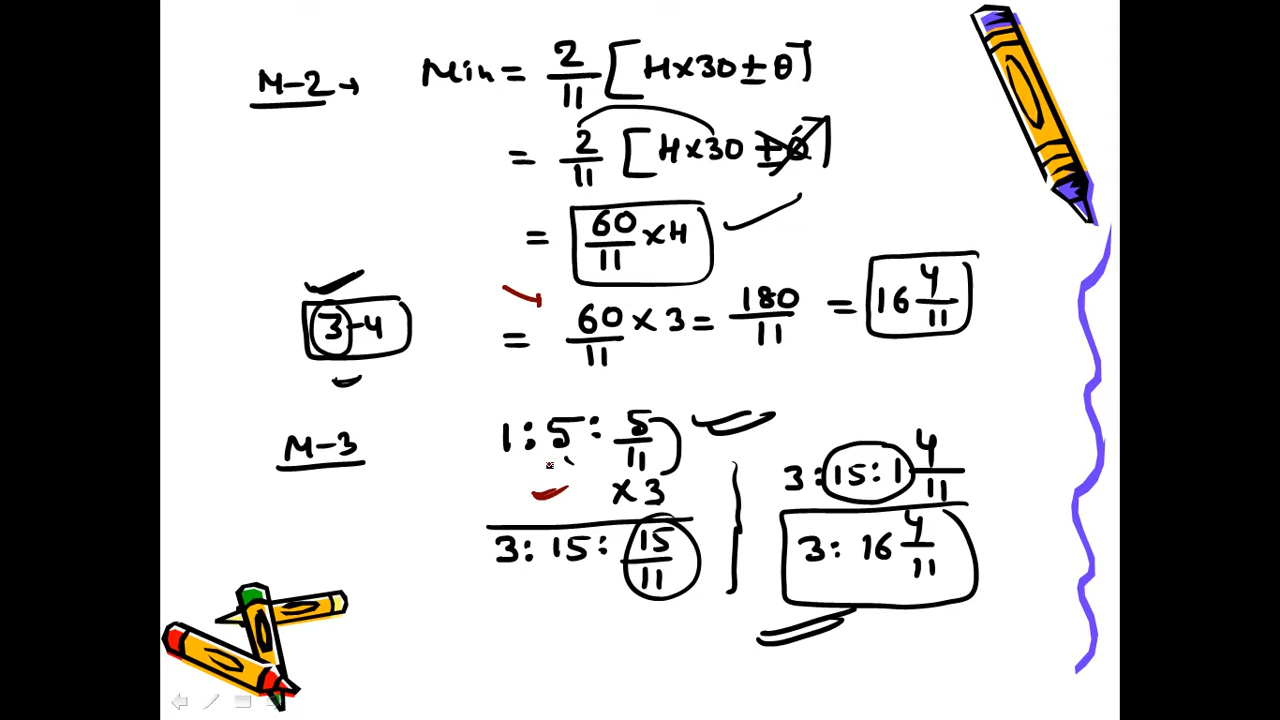 M-2 → Min = 2/11 [H×30 ± θ]
= 2/11 [H×30 ± θ]
= 60/11 × H
3-4
= 60/11 × 3 = 180/11 = 16 4/11
M-3
1 : 5 : 5/11
× 3
3 : 15 : 15/11
3 : 15 : 1 4/11
3 : 16 4/11